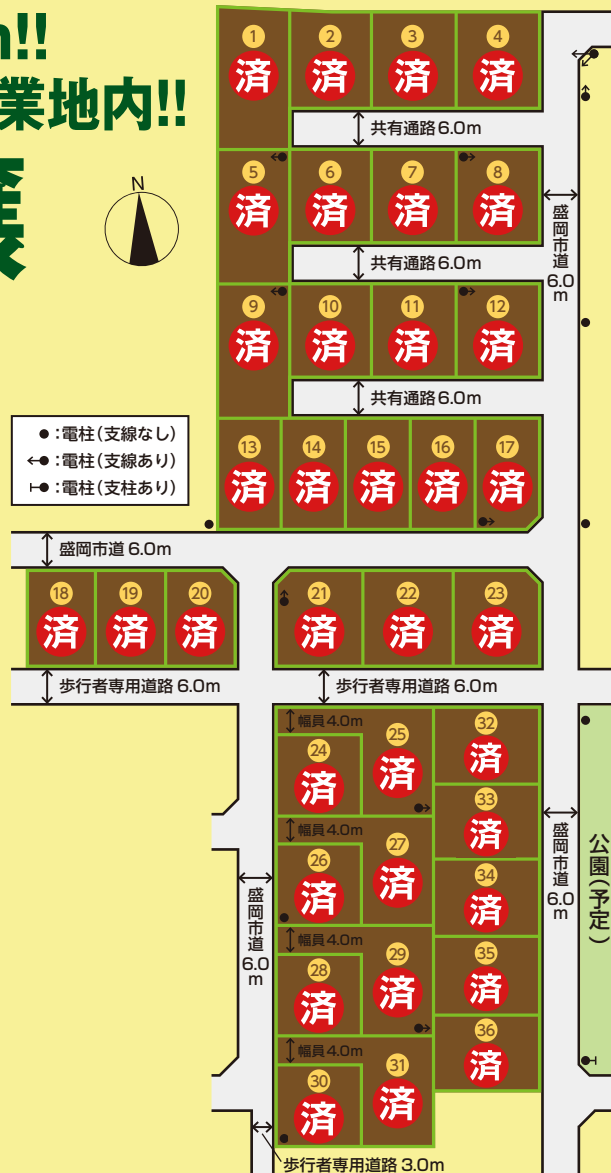 !!
業地内!!
N
1
済
2
済
3
済
4
済
共有通路6.0m
5
済
6
済
7
済
8
済
盛岡市道6.0m
共有通路6.0m
9
済
10
済
11
済
12
済
共有通路6.0m
●:電柱(支線なし)
←●:電柱(支線あり)
⊢●:電柱(支柱あり)
13
済
14
済
15
済
16
済
17
済
盛岡市道 6.0m
18
済
19
済
20
済
21
済
22
済
23
済
歩行者専用道路 6.0m
歩行者専用道路 6.0m
幅員4.0m
24
済
25
済
32
済
幅員4.0m
33
済
26
済
27
済
34
済
盛岡市道6.0m
盛岡市道6.0m
公園(予定)
幅員4.0m
28
済
29
済
35
済
幅員4.0m
36
済
30
済
31
済
歩行者専用道路 3.0m